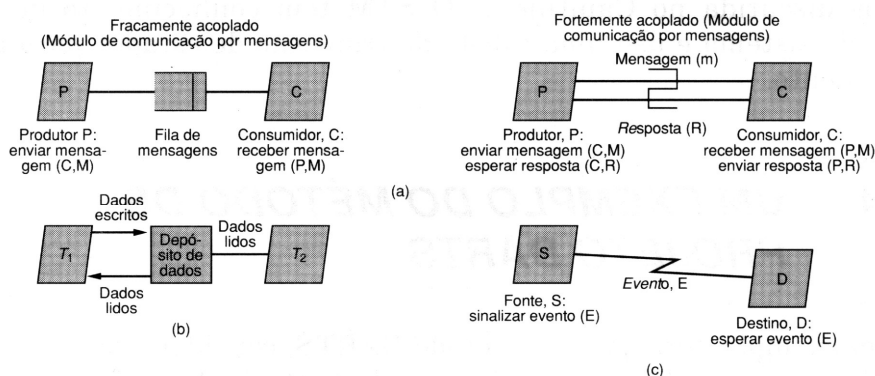 Fracamente acoplado
(Módulo de comunicação por mensagens)
P
C
Produtor P:
enviar mensa-
gem (C,M)
Fila de
mensagens
Consumidor, C:
receber mensa-
gem (P,M)
Fortemente acoplado (Módulo de
comunicação por mensagens)
Mensagem (m)
P
C
Resposta (R)
Produtor, P:
enviar mensagem (C,M)
esperar resposta (C,R)
Consumidor, C:
receber mensagem (P,M)
enviar resposta (P,R)
(a)
Dados
escritos
T1
Depó-
sito de
dados
Dados
lidos
T2
Dados
lidos
(b)
S
Evento, E
D
Fonte, S:
sinalizar evento (E)
Destino, D:
esperar evento (E)
(c)